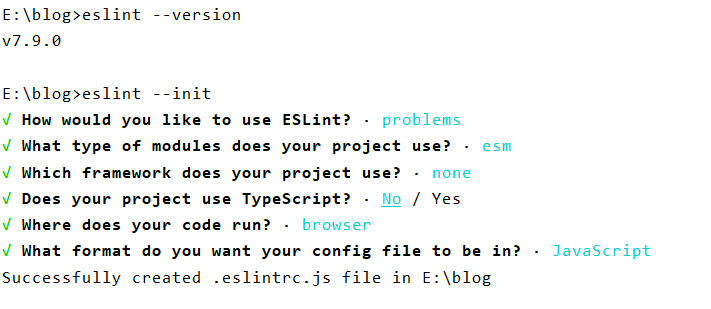 E:\blog>eslint --version
v7.9.0
E:\blog>eslint --init
√ How would you like to use ESLint? · problems
√ What type of modules does your project use? · esm
√ Which framework does your project use? · none
√ Does your project use TypeScript? · No / Yes
√ Where does your code run? · browser
√ What format do you want your config file to be in? · JavaScript
Successfully created .eslintrc.js file in E:\blog